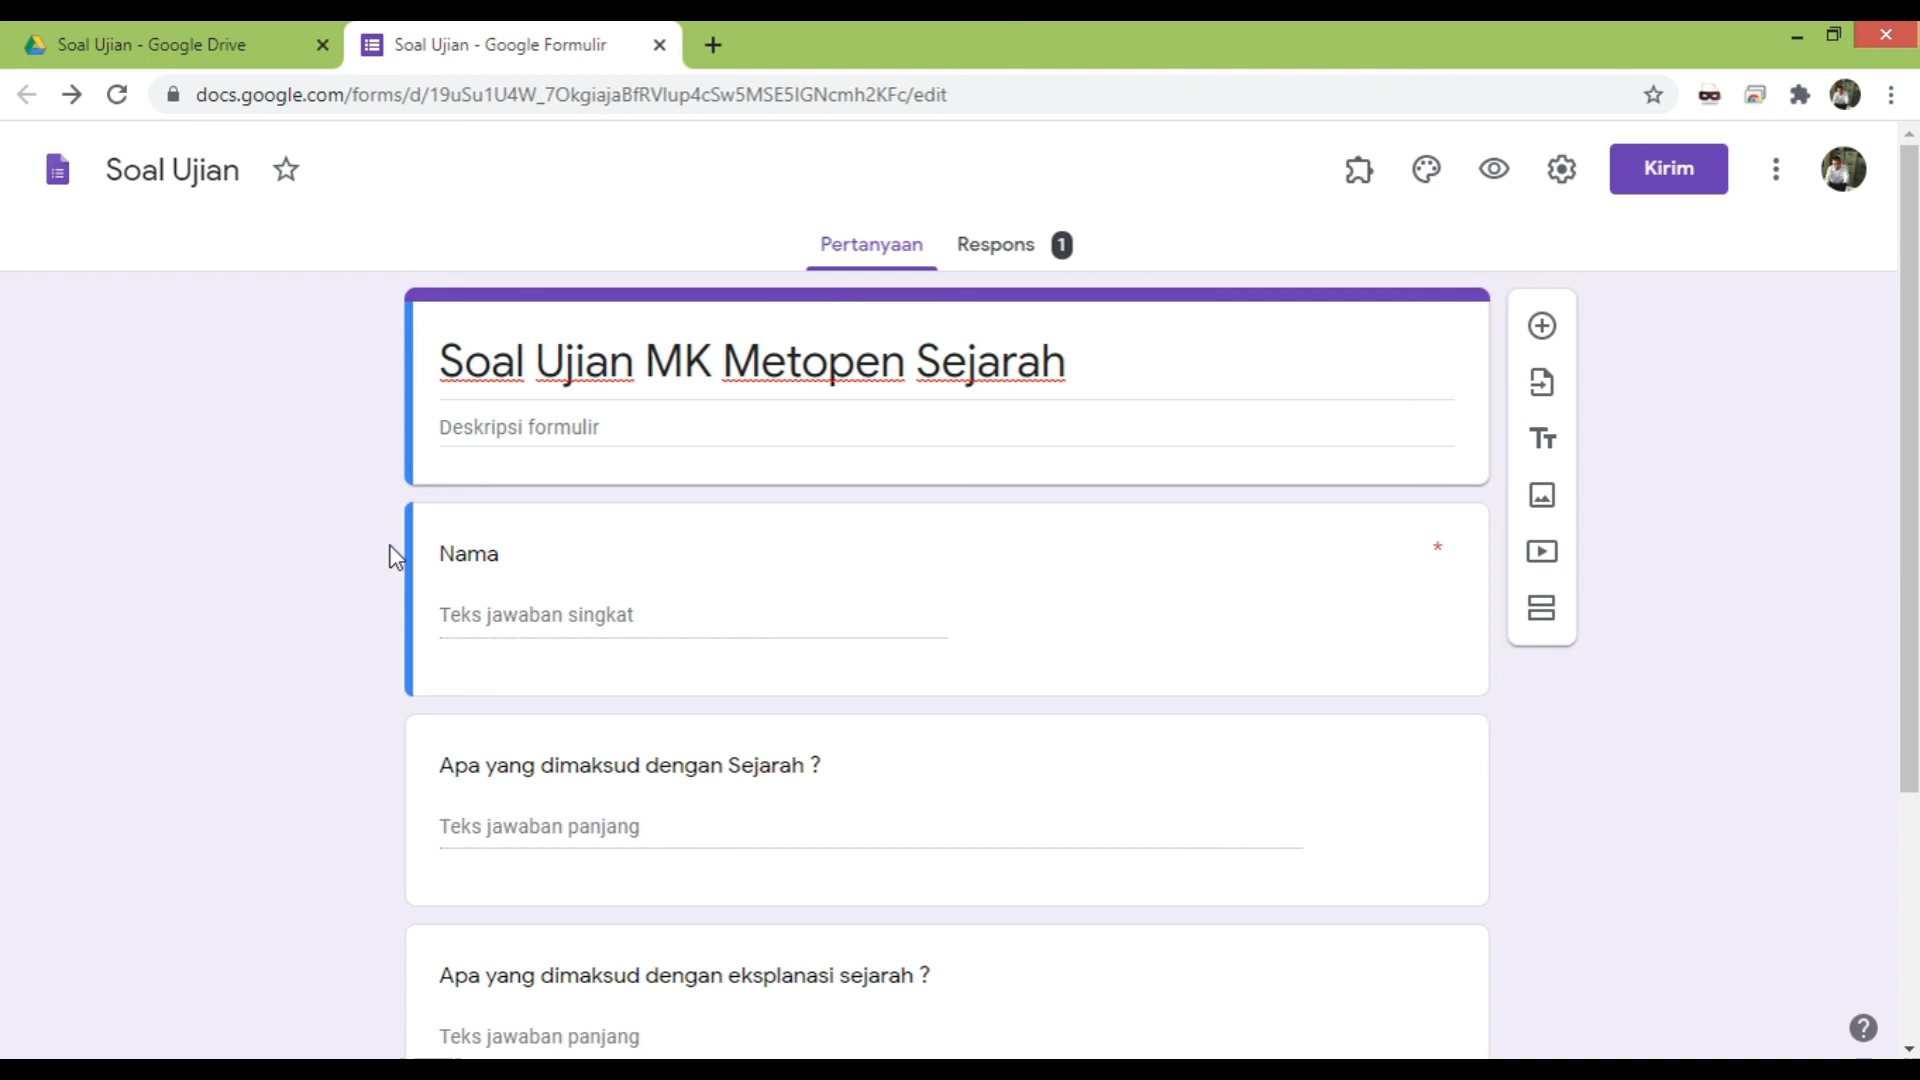 Soal Ujian - Google Drive
Soal Ujian - Google Formulir
docs.google.com/forms/d/19uSu1U4W_7OkgiajaBfRVIup4cSw5MSE5IGNcmh2KFc/edit
Soal Ujian
Kirim
Pertanyaan
Respons 1
Soal Ujian MK Metopen Sejarah
Deskripsi formulir
Nama *
Teks jawaban singkat
Apa yang dimaksud dengan Sejarah ?
Teks jawaban panjang
Apa yang dimaksud dengan eksplanasi sejarah ?
Teks jawaban panjang